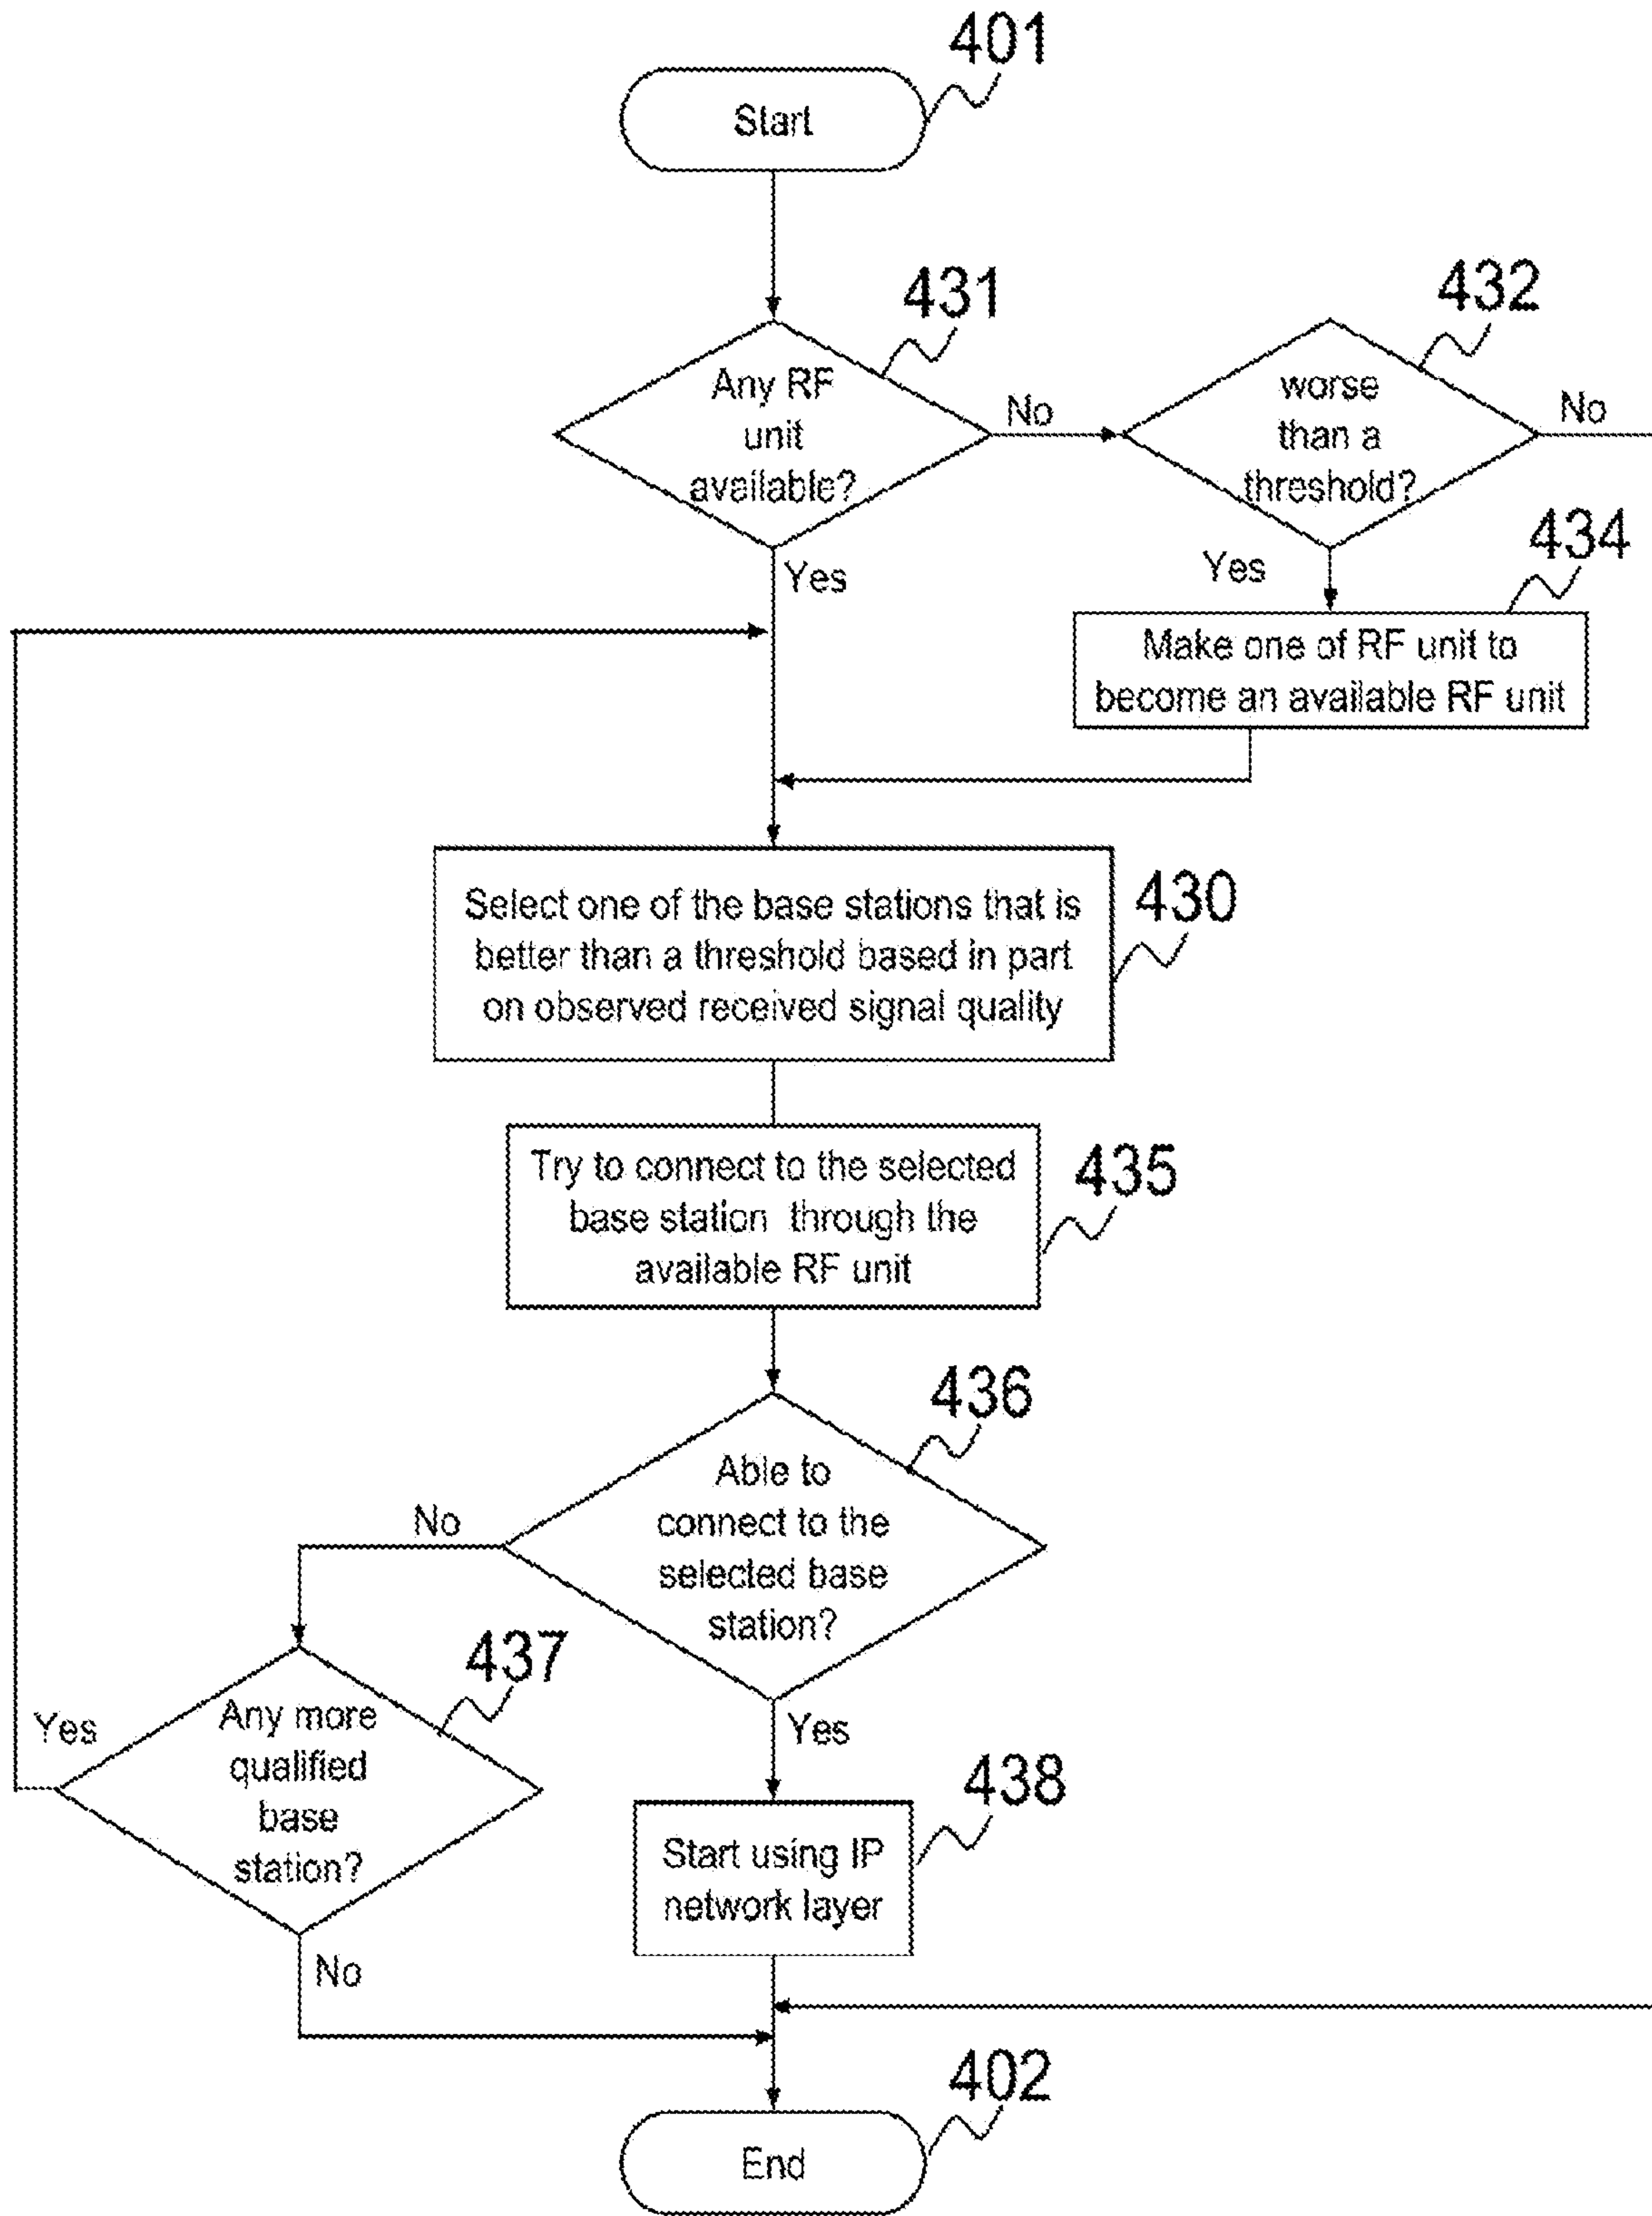 401
Start
431
432
Any RF
unit
available?
No
worse
than a
threshold?
No
Yes
Yes
434
Make one of RF unit to
become an available RF unit
Select one of the base stations that is
better than a threshold based in part
on observed received signal quality
430
Try to connect to the selected
base station through the
available RF unit
435
436
Able to
connect to the
selected base
station?
No
437
Yes
Any more
qualified
base
station?
Yes
438
Start using IP
network layer
No
402
End